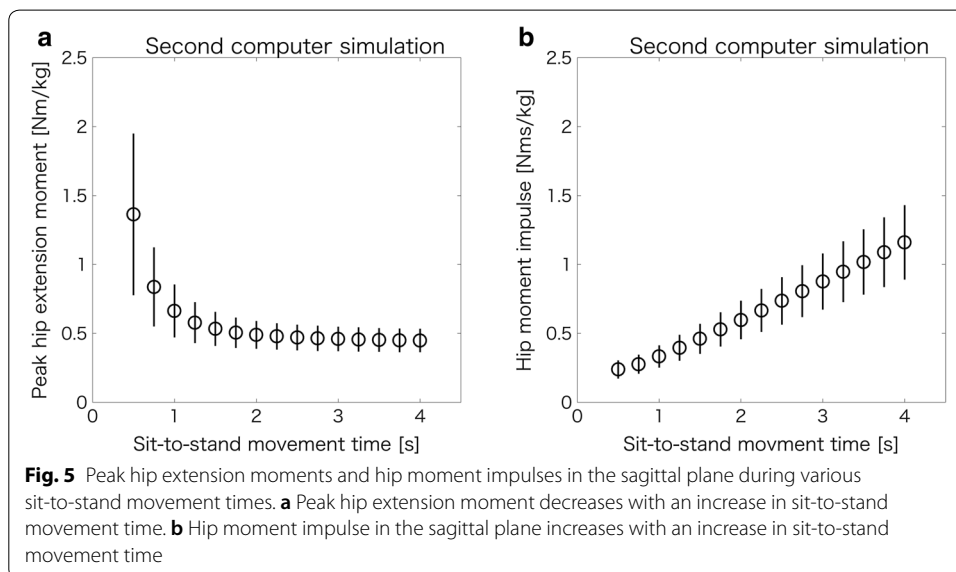 a
Second computer simulation
Peak hip extension moment [Nm/kg]
2.5
2
1.5
1
0.5
0
0
1
2
3
4
Sit-to-stand movement time [s]
b
Second computer simulation
Hip moment impulse [Nms/kg]
2.5
2
1.5
1
0.5
0
0
1
2
3
4
Sit-to-stand movment time [s]
Fig. 5 Peak hip extension moments and hip moment impulses in the sagittal plane during various
sit-to-stand movement times. a Peak hip extension moment decreases with an increase in sit-to-stand
movement time. b Hip moment impulse in the sagittal plane increases with an increase in sit-to-stand
movement time